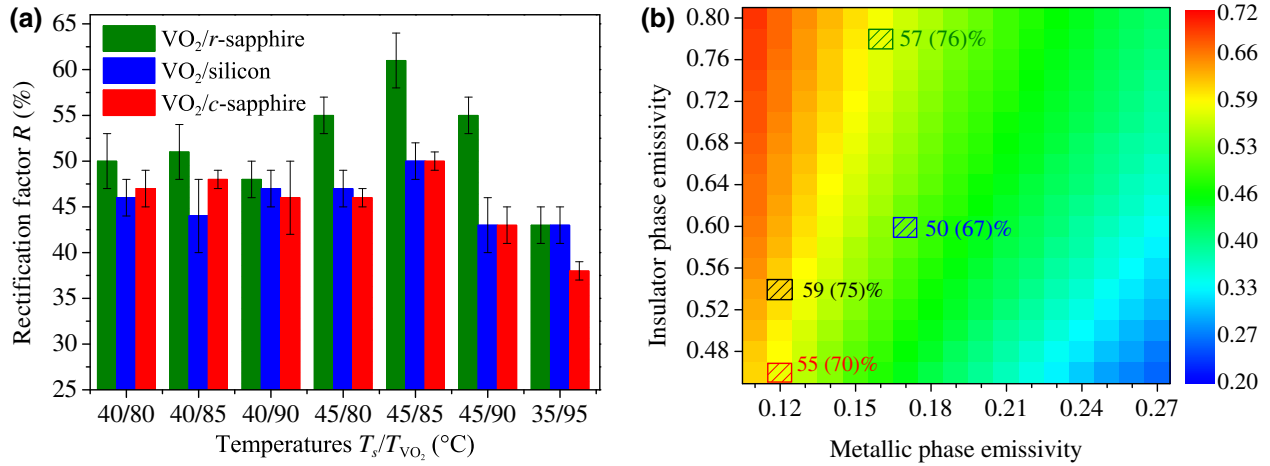 (a)
VO₂/r-sapphire
VO₂/silicon
VO₂/c-sapphire
Rectification factor R (%)
65
60
55
50
45
40
35
30
25
40/80 40/85 40/90 45/80 45/85 45/90 35/95
Temperatures Tₛ/T_VO₂ (°C)
(b)
Insulator phase emissivity
0.80
0.76
0.72
0.68
0.64
0.60
0.56
0.52
0.48
57 (76)%
50 (67)%
59 (75)%
55 (70)%
0.12 0.15 0.18 0.21 0.24 0.27
Metallic phase emissivity
0.72
0.66
0.59
0.53
0.46
0.40
0.33
0.27
0.20